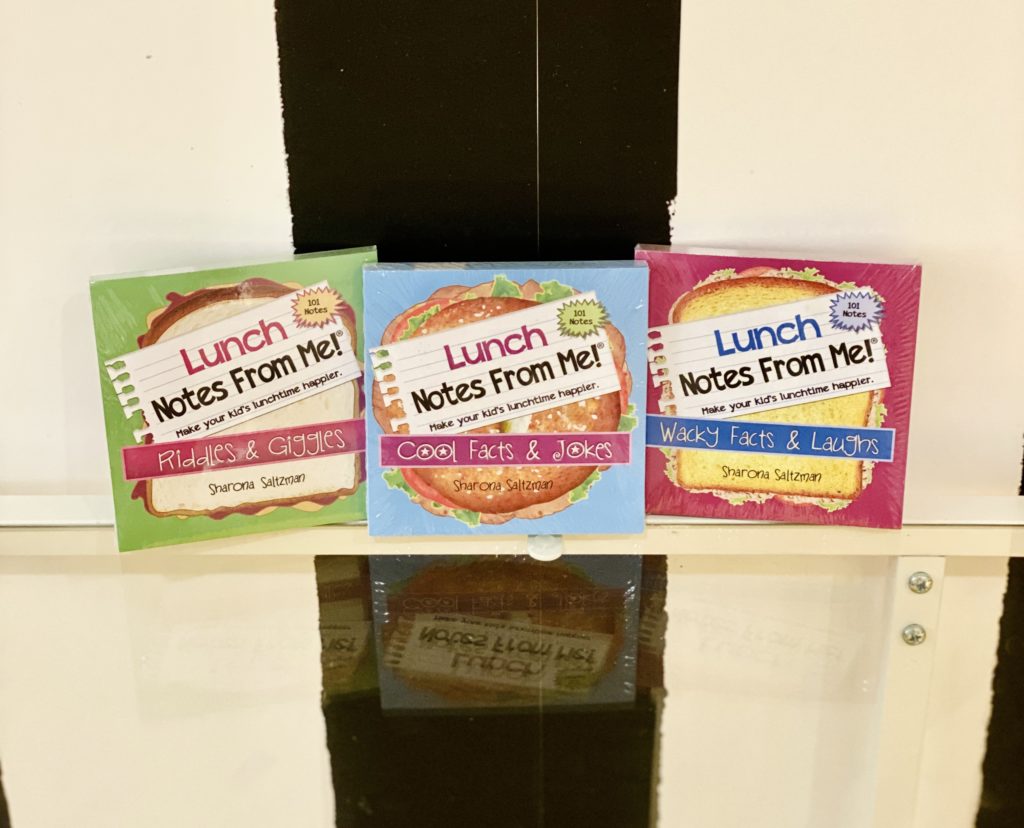 101
Notes
Lunch
Notes From Me!®
Make your kid's lunchtime happier.
Riddles & Giggles
Sharona Saltzman
101
Notes
Lunch
Notes From Me!®
Make your kid's lunchtime happier.
Cool Facts & Jokes
Sharona Saltzman
101
Notes
Lunch
Notes From Me!®
Make your kid's lunchtime happier.
Wacky Facts & Laughs
Sharona Saltzman